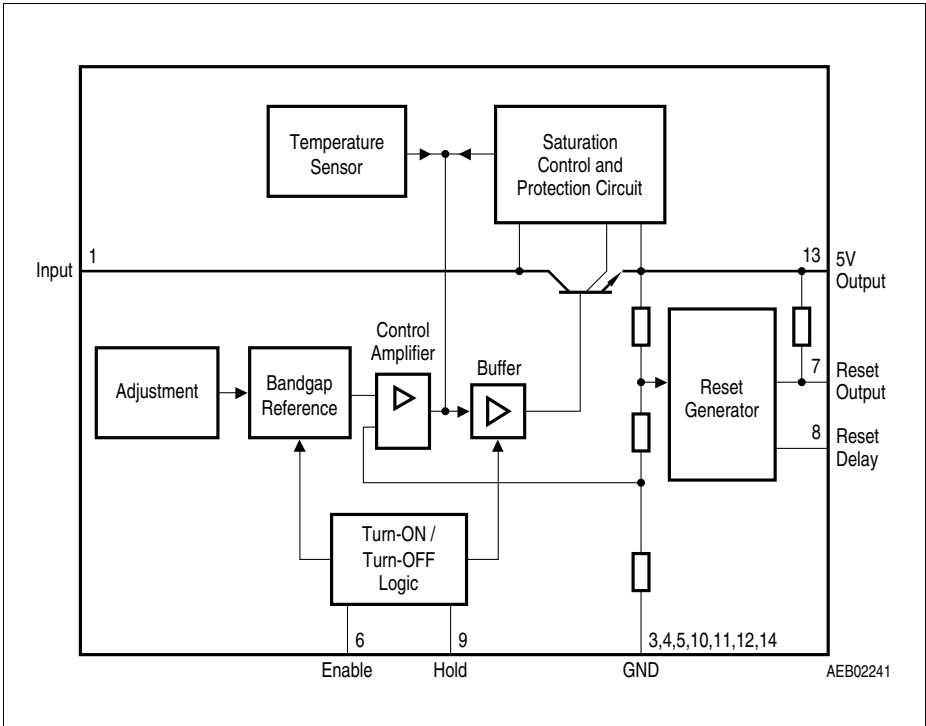 Temperature
Sensor
Saturation
Control and
Protection Circuit
Input
1
13
5V
Output
Control
Amplifier
Buffer
Adjustment
Bandgap
Reference
Reset
Generator
7
Reset
Output
8
Reset
Delay
Turn-ON /
Turn-OFF
Logic
6
9
3,4,5,10,11,12,14
Enable
Hold
GND
AEB02241